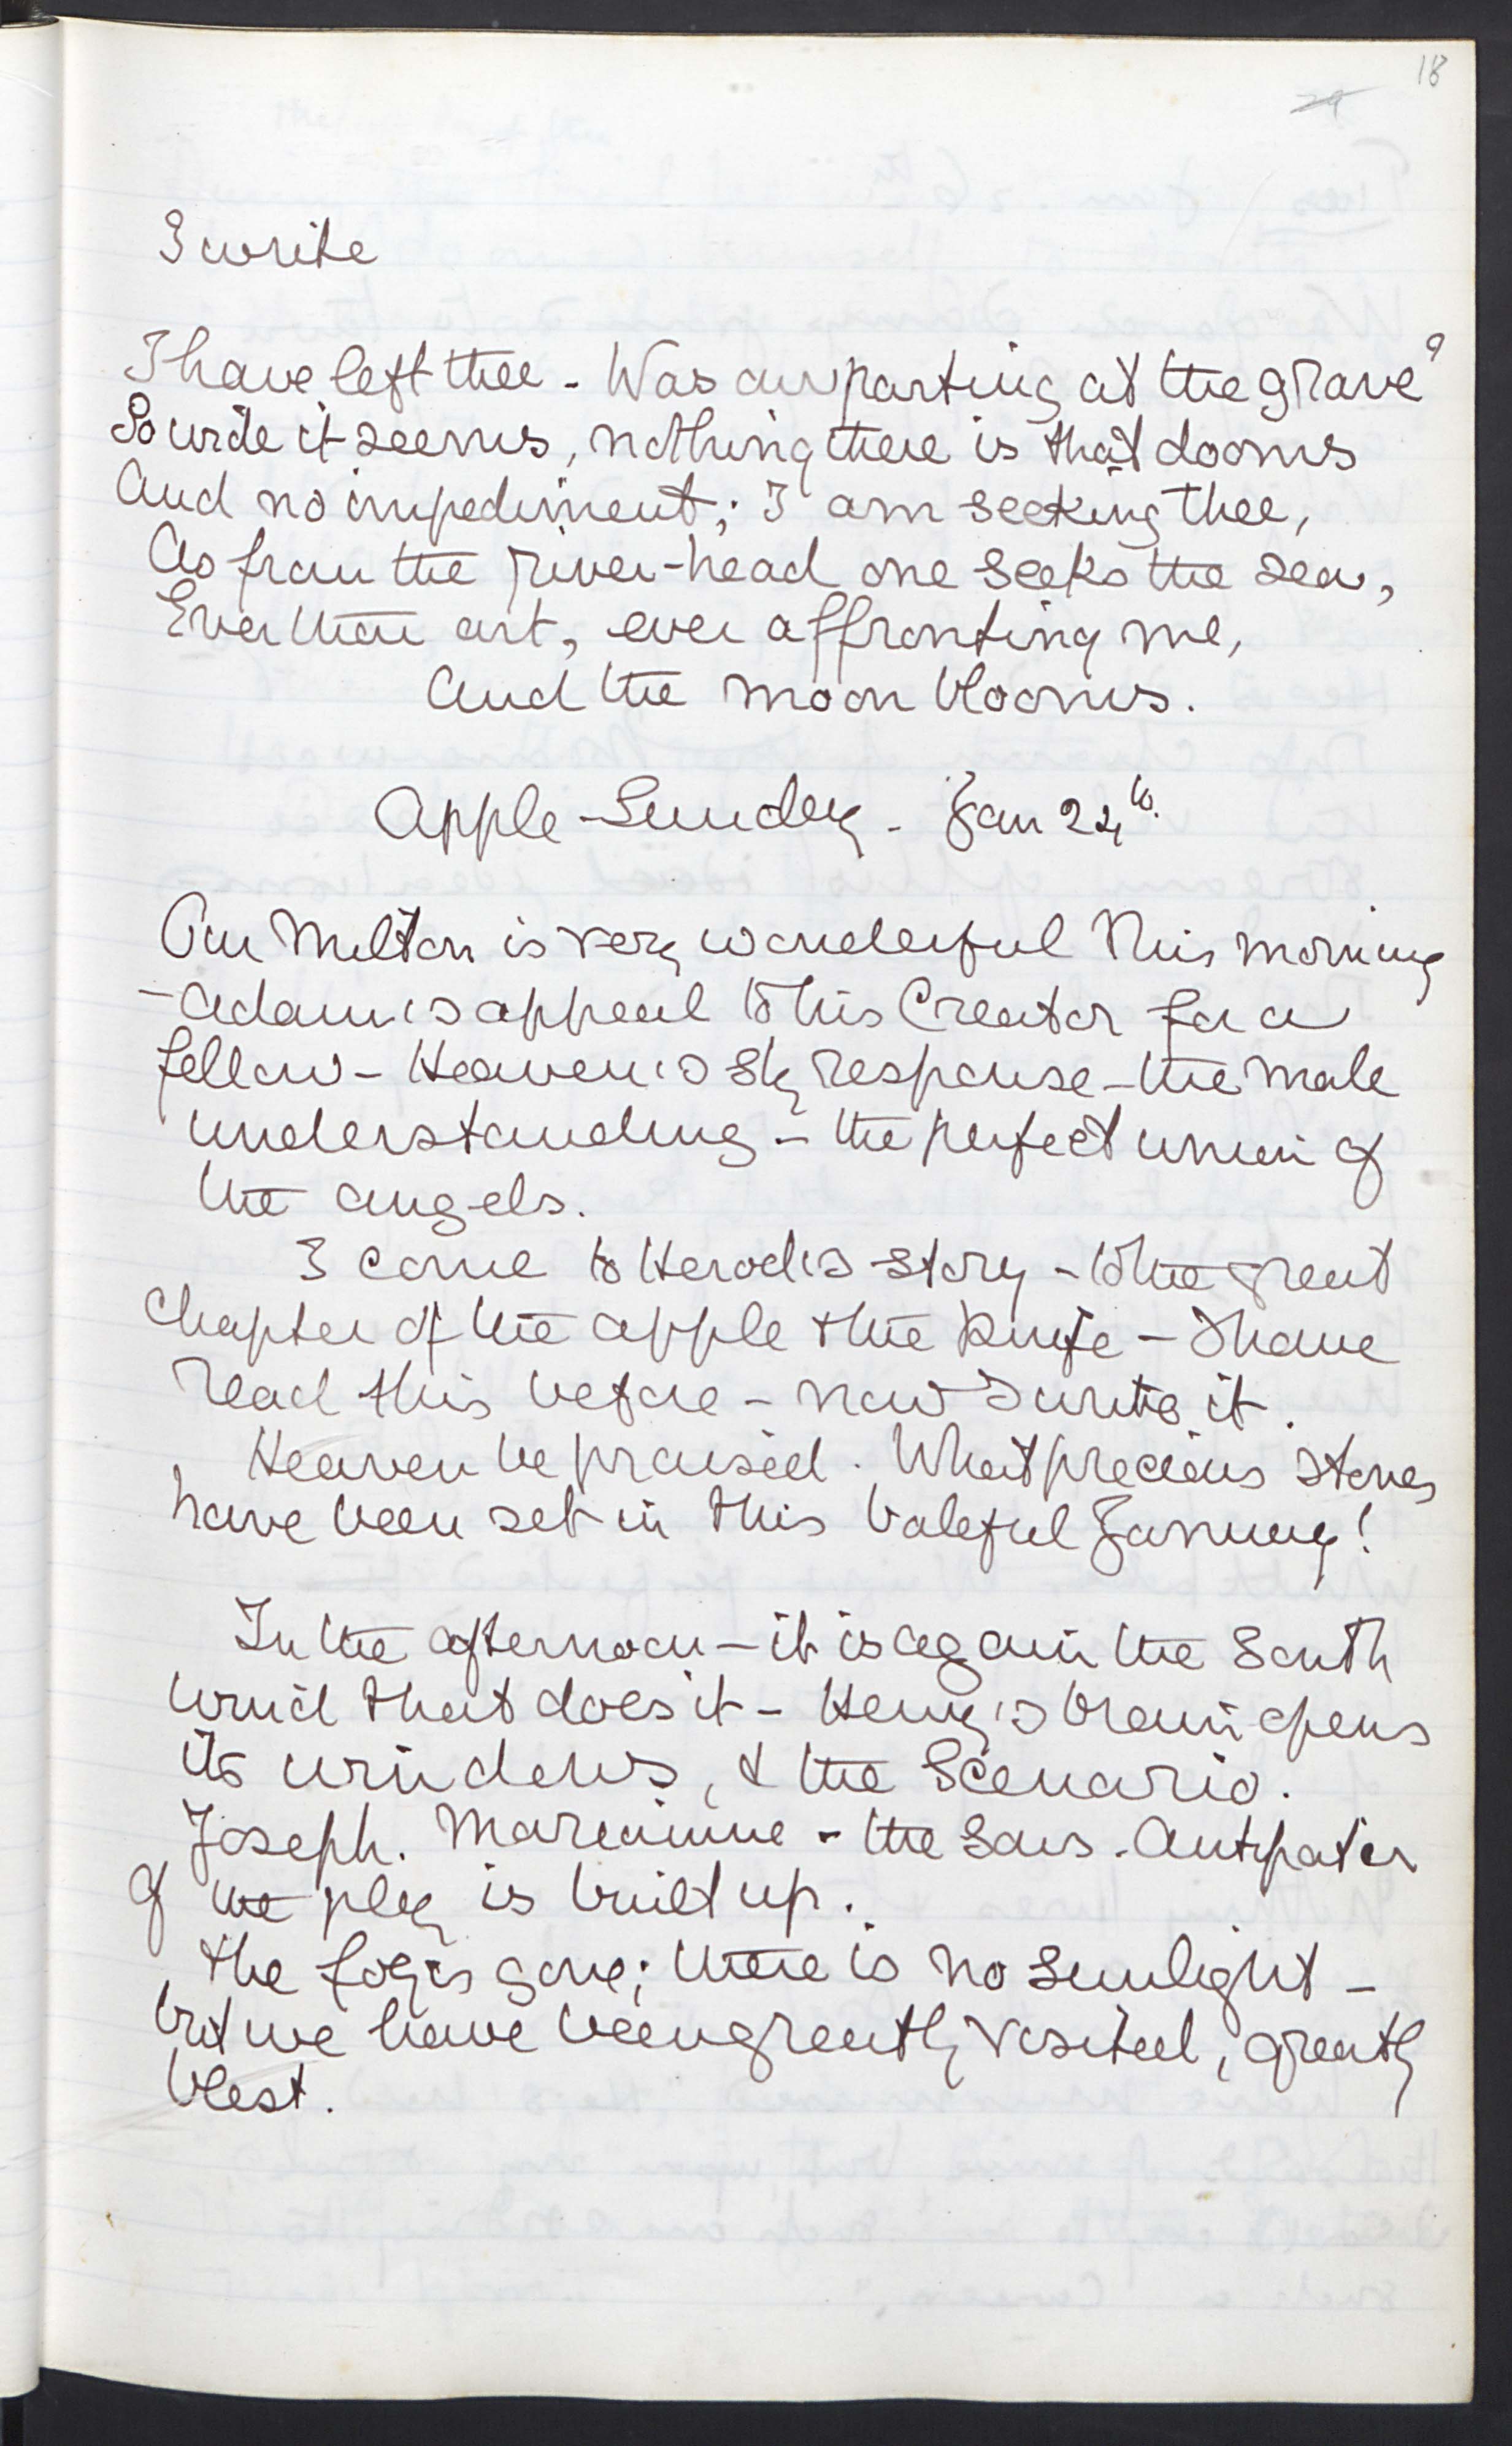 18
29
I write
I have left thee - Was our parting at the grave?
So wide it seems, nothing there is that dooms
And no impediment; I am seeking thee,
As from the river-head one seeks the sea,
Ever thou art, ever affronting me,
And the moon blooms.
Apple-Sunday - Jan 22
Our Milton is very wonderful this morning
- Adam's appeal to his Creator for a
fellow - Heaven's sly response - the male
understanding - the perfect union of
the angels.
I come to Herod's story - to the great
Chapter of the apple & the knife - I have
read this before - now I write it.
Heaven be praised. What precious stones
have been set in this baleful January!
In the afternoon - it is again the South
wind that does it - Henry's brain opens
its windows, & the Scenario.
Joseph. Mariamne - the Sons - Antipater
of the play is built up.
The fog is gone; there is no sunlight -
but we have been greatly visited, greatly
blest.